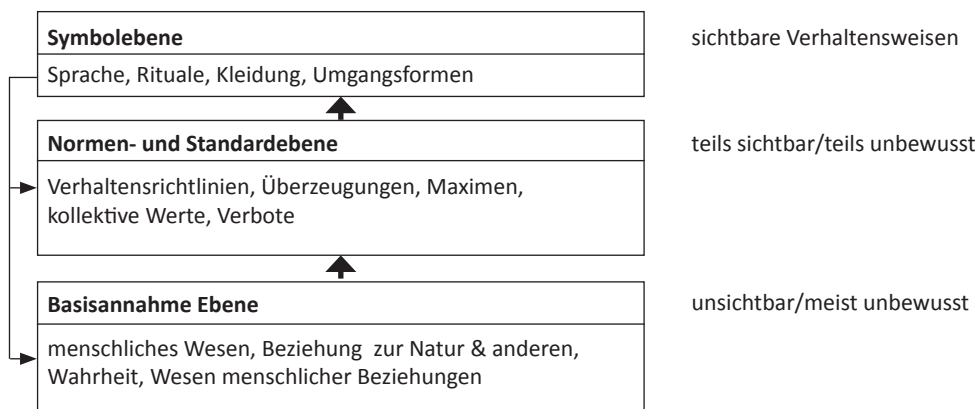 Symbolebene
sichtbare Verhaltensweisen
Sprache, Rituale, Kleidung, Umgangsformen
Normen- und Standardebene
teils sichtbar/teils unbewusst
Verhaltensrichtlinien, Überzeugungen, Maximen,
kollektive Werte, Verbote
Basisannahme Ebene
unsichtbar/meist unbewusst
menschliches Wesen, Beziehung zur Natur & anderen,
Wahrheit, Wesen menschlicher Beziehungen